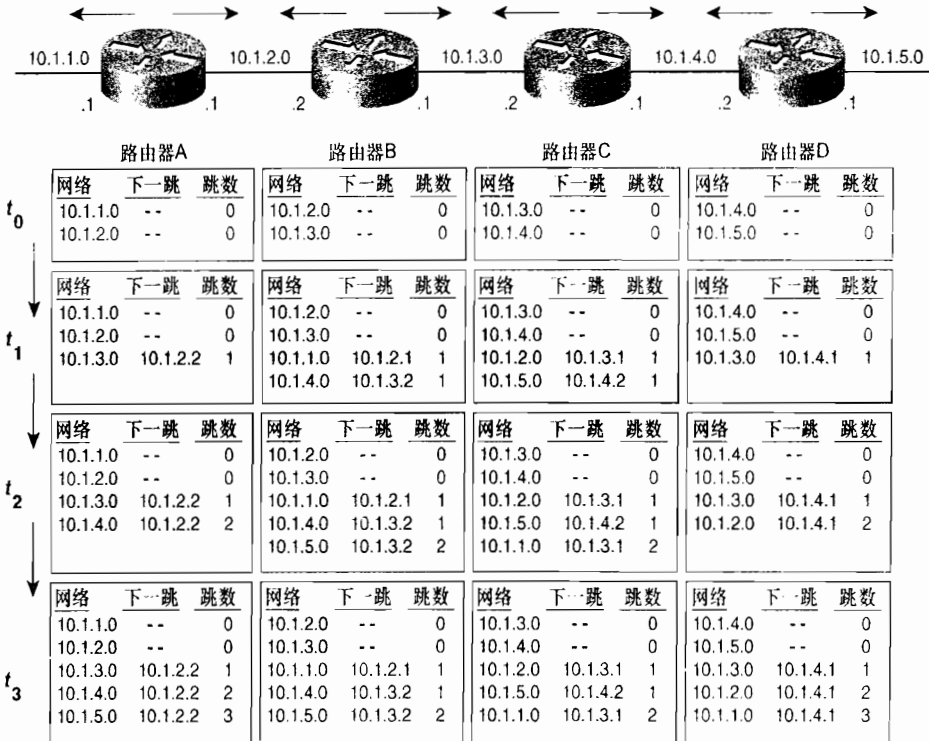 10.1.1.0 10.1.2.0 10.1.3.0 10.1.4.0 10.1.5.0
.1 .1 .2 .1 .2 .1 .2 .1
路由器A 路由器B 路由器C 路由器D
t0
网络 下一跳 跳数 网络 下一跳 跳数 网络 下一跳 跳数 网络 下一跳 跳数
10.1.1.0 -- 0 10.1.2.0 -- 0 10.1.3.0 -- 0 10.1.4.0 -- 0
10.1.2.0 -- 0 10.1.3.0 -- 0 10.1.4.0 -- 0 10.1.5.0 -- 0
t1
网络 下一跳 跳数 网络 下一跳 跳数 网络 下一跳 跳数 网络 下一跳 跳数
10.1.1.0 -- 0 10.1.2.0 -- 0 10.1.3.0 -- 0 10.1.4.0 -- 0
10.1.2.0 -- 0 10.1.3.0 -- 0 10.1.4.0 -- 0 10.1.5.0 -- 0
10.1.3.0 10.1.2.2 1 10.1.1.0 10.1.2.1 1 10.1.2.0 10.1.3.1 1 10.1.3.0 10.1.4.1 1
10.1.4.0 10.1.3.2 1 10.1.5.0 10.1.4.2 1
t2
网络 下一跳 跳数 网络 下一跳 跳数 网络 下一跳 跳数 网络 下一跳 跳数
10.1.1.0 -- 0 10.1.2.0 -- 0 10.1.3.0 -- 0 10.1.4.0 -- 0
10.1.2.0 -- 0 10.1.3.0 -- 0 10.1.4.0 -- 0 10.1.5.0 -- 0
10.1.3.0 10.1.2.2 1 10.1.1.0 10.1.2.1 1 10.1.2.0 10.1.3.1 1 10.1.3.0 10.1.4.1 1
10.1.4.0 10.1.2.2 2 10.1.4.0 10.1.3.2 1 10.1.5.0 10.1.4.2 1 10.1.2.0 10.1.4.1 2
10.1.5.0 10.1.3.2 2 10.1.1.0 10.1.3.1 2
t3
网络 下一跳 跳数 网络 下一跳 跳数 网络 下一跳 跳数 网络 下一跳 跳数
10.1.1.0 -- 0 10.1.2.0 -- 0 10.1.3.0 -- 0 10.1.4.0 -- 0
10.1.2.0 -- 0 10.1.3.0 -- 0 10.1.4.0 -- 0 10.1.5.0 -- 0
10.1.3.0 10.1.2.2 1 10.1.1.0 10.1.2.1 1 10.1.2.0 10.1.3.1 1 10.1.3.0 10.1.4.1 1
10.1.4.0 10.1.2.2 2 10.1.4.0 10.1.3.2 1 10.1.5.0 10.1.4.2 1 10.1.2.0 10.1.4.1 2
10.1.5.0 10.1.2.2 3 10.1.5.0 10.1.3.2 2 10.1.1.0 10.1.3.1 2 10.1.1.0 10.1.4.1 3